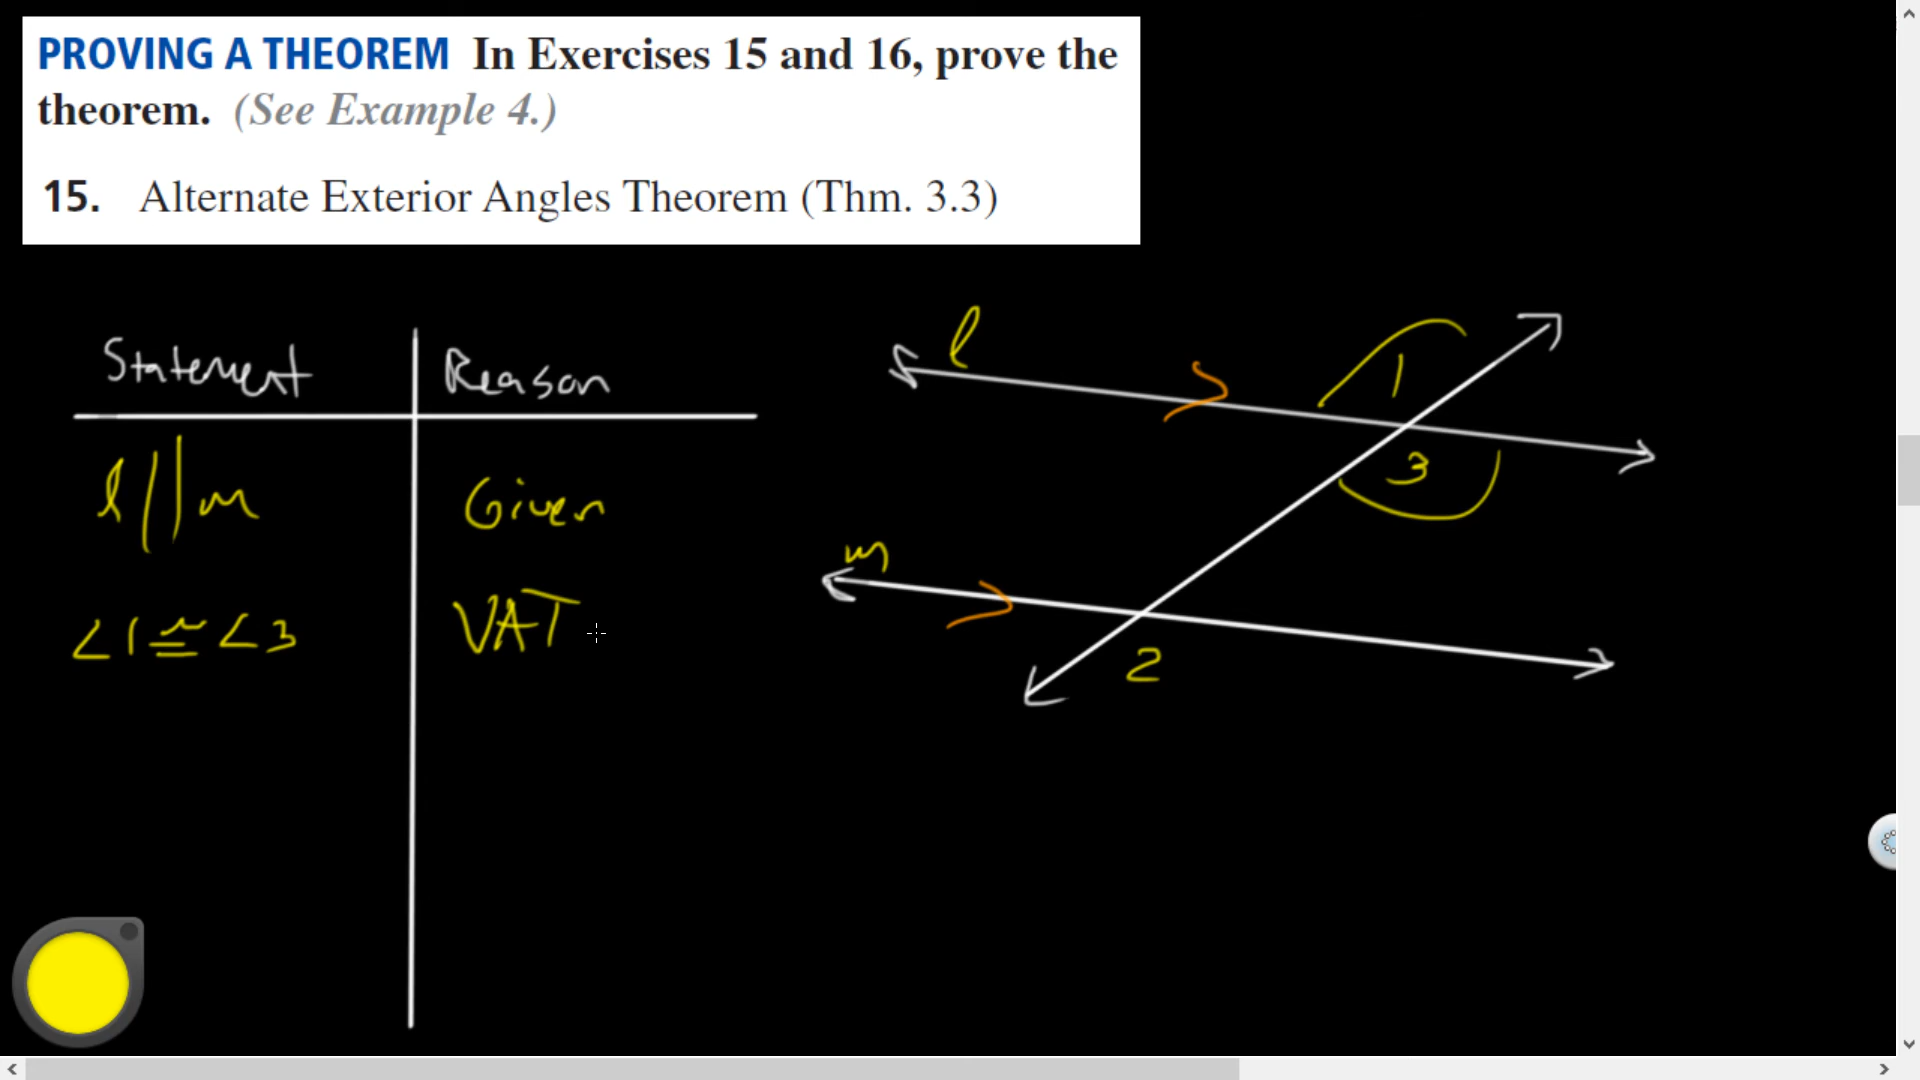 PROVING A THEOREM In Exercises 15 and 16, prove the
theorem. (See Example 4.)
15. Alternate Exterior Angles Theorem (Thm. 3.3)
Statement Reason
l || m Given
∠1 ≅ ∠3 VAT
l
1
3
m
2